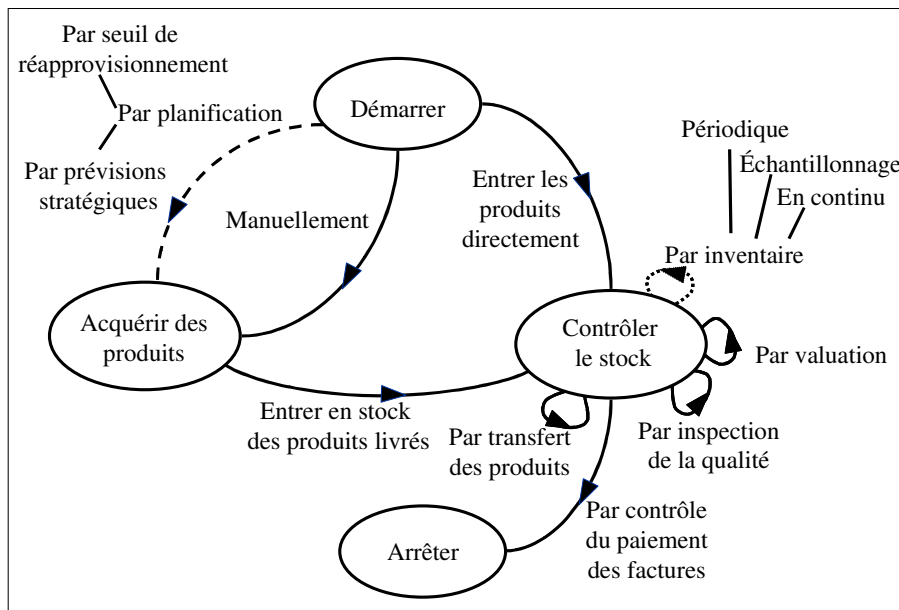 Par seuil de
réapprovisionnement
Par planification
Par prévisions
stratégiques
Démarrer
Manuellement
Entrer les
produits
directement
Périodique
Échantillonnage
En continu
Par inventaire
Acquérir des
produits
Contrôler
le stock
Par valuation
Entrer en stock
des produits livrés
Par transfert
des produits
Par inspection
de la qualité
Arrêter
Par contrôle
du paiement
des factures